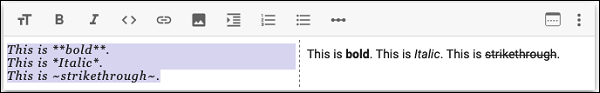 This is **bold**.
This is *Italic*.
This is ~strikethrough~.
This is bold. This is Italic. This is strikethrough.